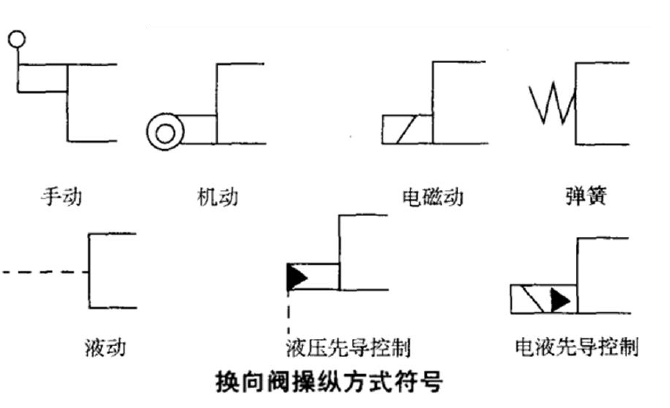 手动
机动
电磁动
弹簧
液动
液压先导控制
电液先导控制
换向阀操纵方式符号